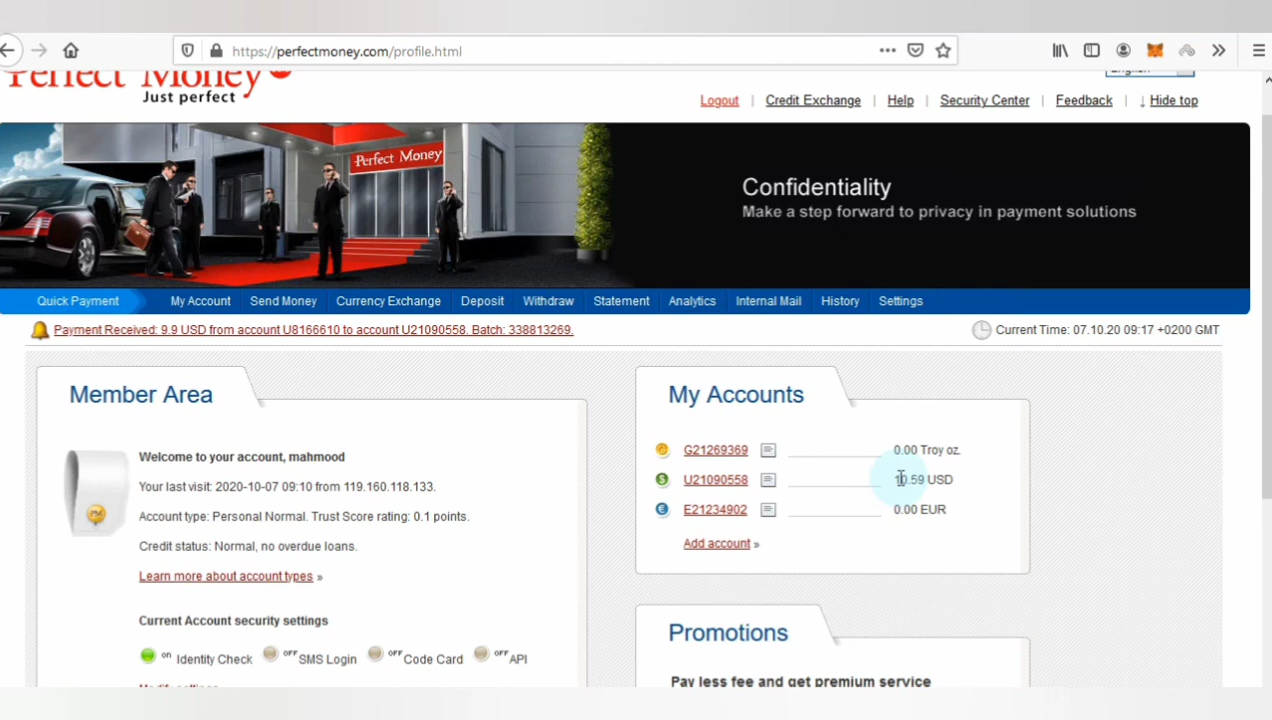 https://perfectmoney.com/profile.html
Perfect Money
Just perfect
English
Logout | Credit Exchange | Help | Security Center | Feedback | ↓ Hide top
Perfect Money
Confidentiality
Make a step forward to privacy in payment solutions
Quick Payment My Account Send Money Currency Exchange Deposit Withdraw Statement Analytics Internal Mail History Settings
Payment Received: 9.9 USD from account U8166610 to account U21090558. Batch: 338813269.
Current Time: 07.10.20 09:17 +0200 GMT
Member Area
PM
Welcome to your account, mahmood
Your last visit: 2020-10-07 09:10 from 119.160.118.133.
Account type: Personal Normal. Trust Score rating: 0.1 points.
Credit status: Normal, no overdue loans.
Learn more about account types »
Current Account security settings
ON Identity Check OFF SMS Login OFF Code Card OFF API
My Accounts
G21269369 0.00 Troy oz.
U21090558 10.59 USD
E21234902 0.00 EUR
Add account »
Promotions
Pay less fee and get premium service